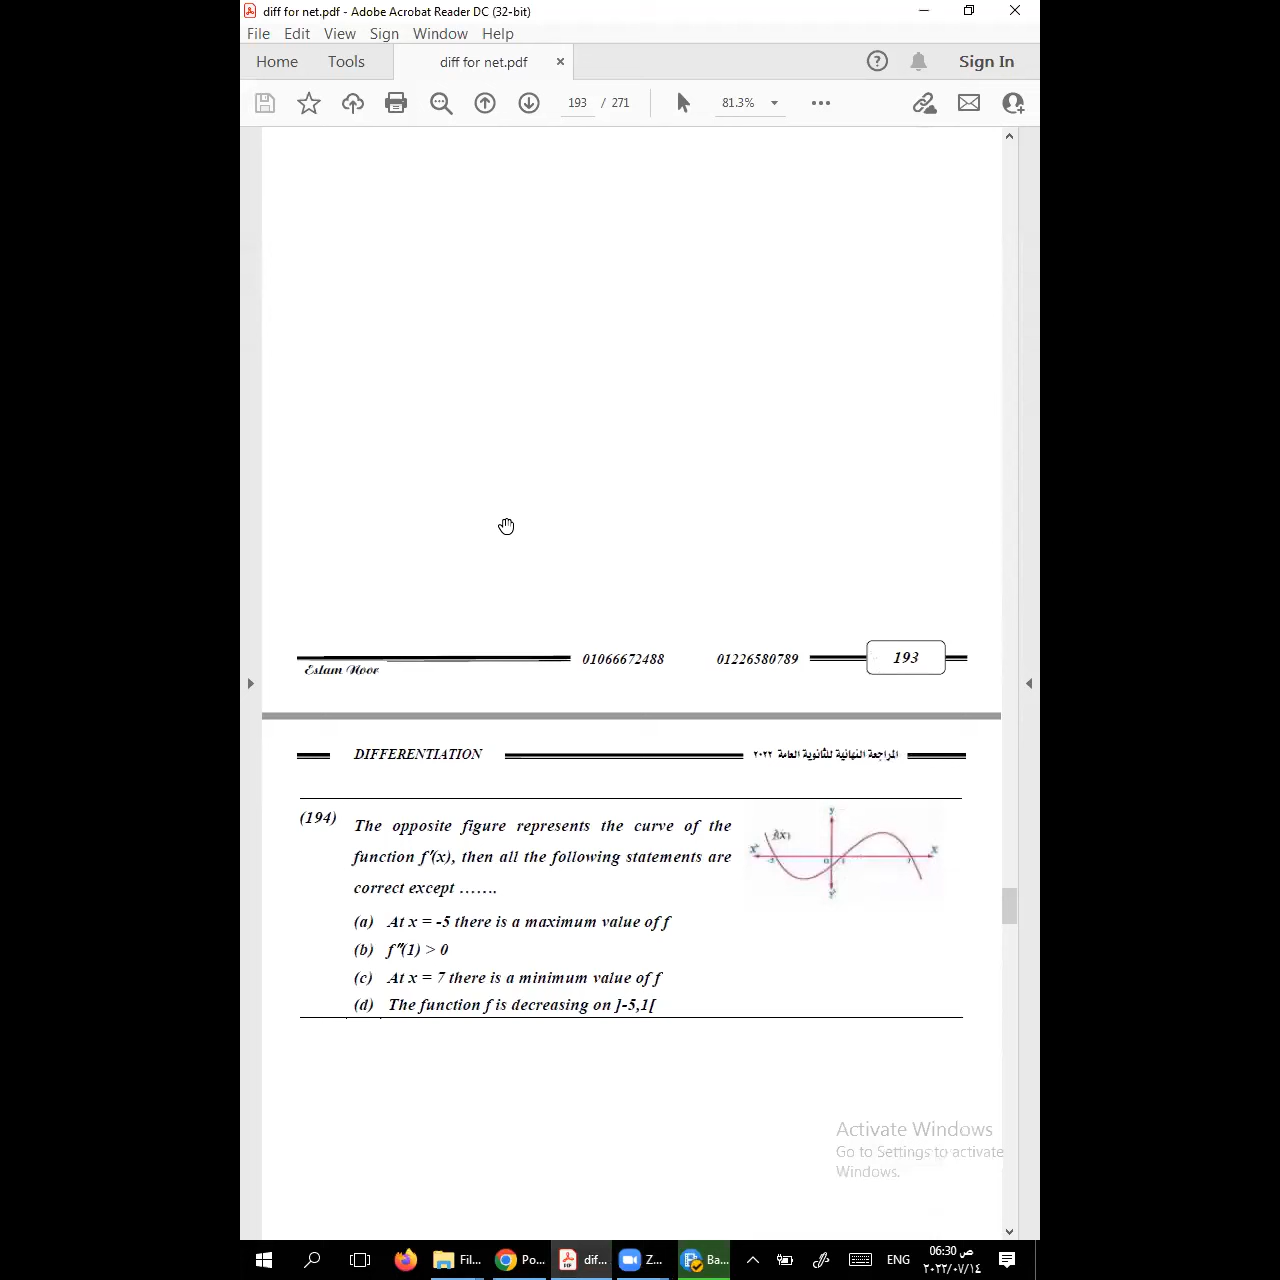 diff for net.pdf - Adobe Acrobat Reader DC (32-bit)
File Edit View Sign Window Help
Home Tools diff for net.pdf × Sign In
193 / 271 81.3%
Eslam Noor 01066672488 01226580789 193
DIFFERENTIATION المراجعة النهائية للثانوية العامة ٢٠٢٢
(194) The opposite figure represents the curve of the
function f′(x), then all the following statements are
correct except …….
(a) At x = -5 there is a maximum value of f
(b) f″(1) > 0
(c) At x = 7 there is a minimum value of f
(d) The function f is decreasing on ]-5,1[
Activate Windows
Go to Settings to activate
Windows.
Fil... Po... dif... Z... Ba... ENG 06:30 ص
٢٠٢٢/٠٧/١٤